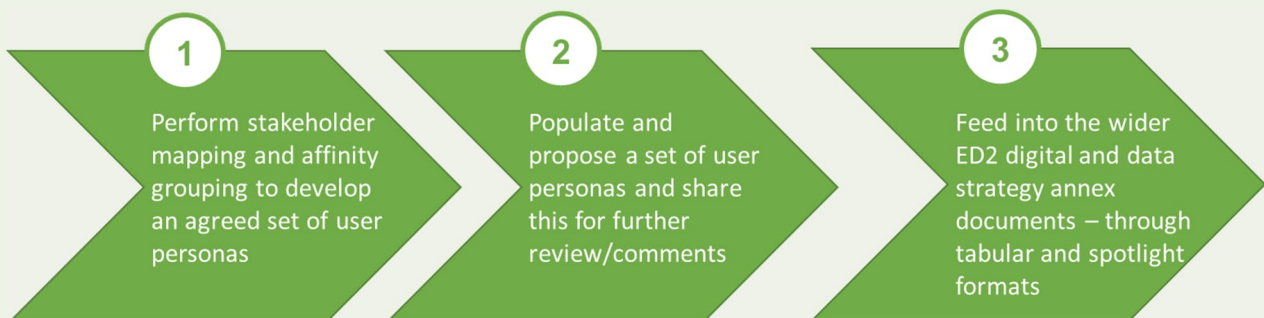 1
Perform stakeholder
mapping and affinity
grouping to develop
an agreed set of user
personas
2
Populate and
propose a set of user
personas and share
this for further
review/comments
3
Feed into the wider
ED2 digital and data
strategy annex
documents – through
tabular and spotlight
formats